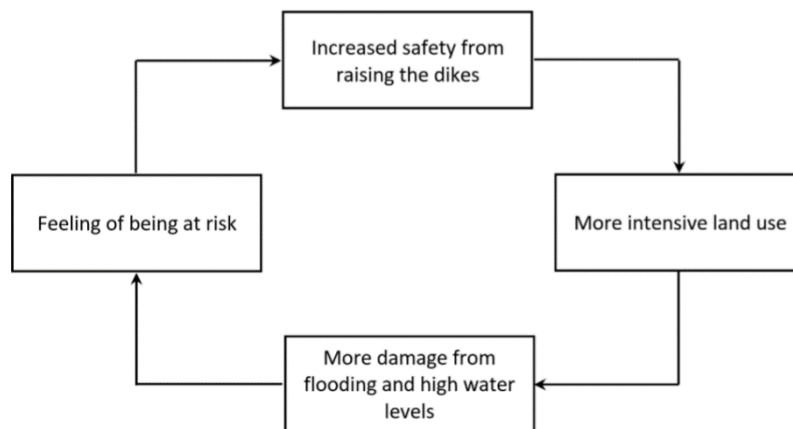 Increased safety from
raising the dikes
Feeling of being at risk
More intensive land use
More damage from
flooding and high water
levels